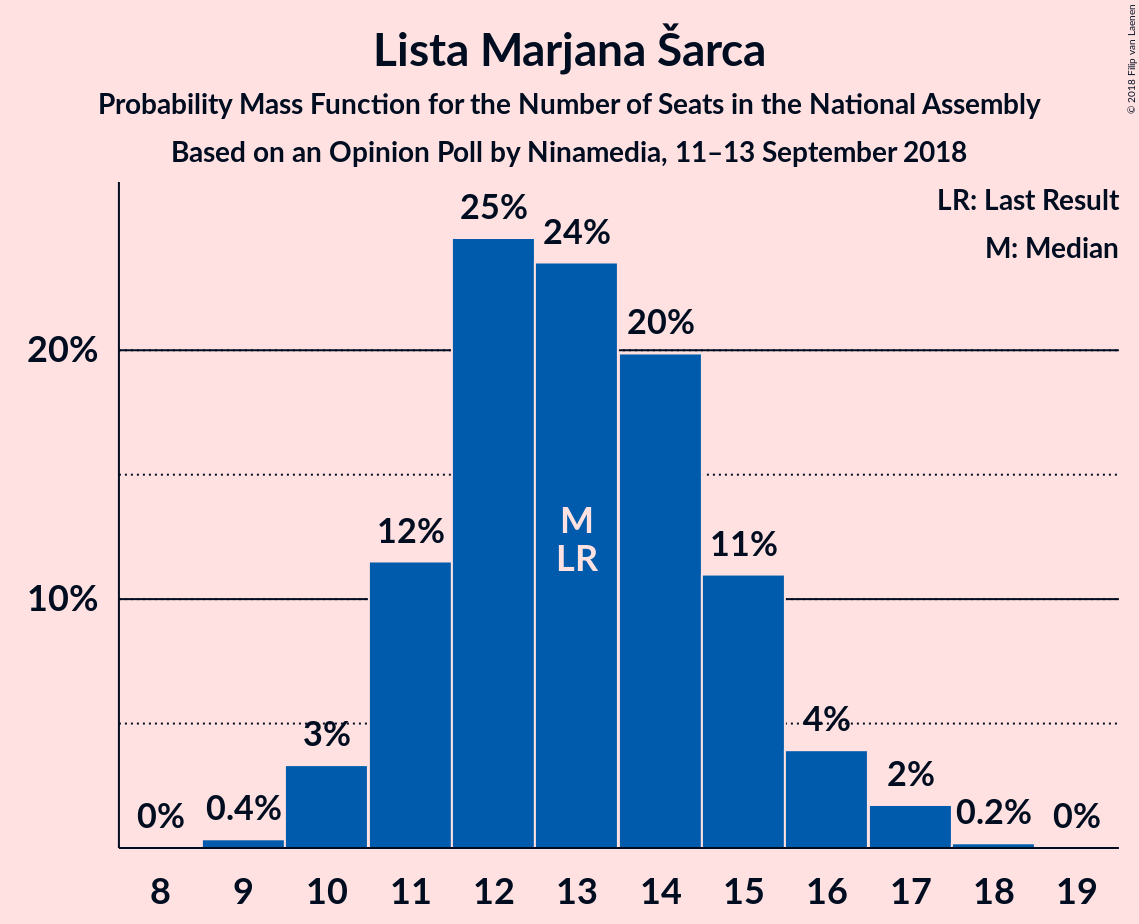 Lista Marjana Šarca
Probability Mass Function for the Number of Seats in the National Assembly
Based on an Opinion Poll by Ninamedia, 11–13 September 2018
© 2018 Filip van Laenen
LR: Last Result
M: Median
20%
10%
0%
0.4%
3%
12%
25%
24%
20%
11%
4%
2%
0.2%
0%
M
LR
8 9 10 11 12 13 14 15 16 17 18 19